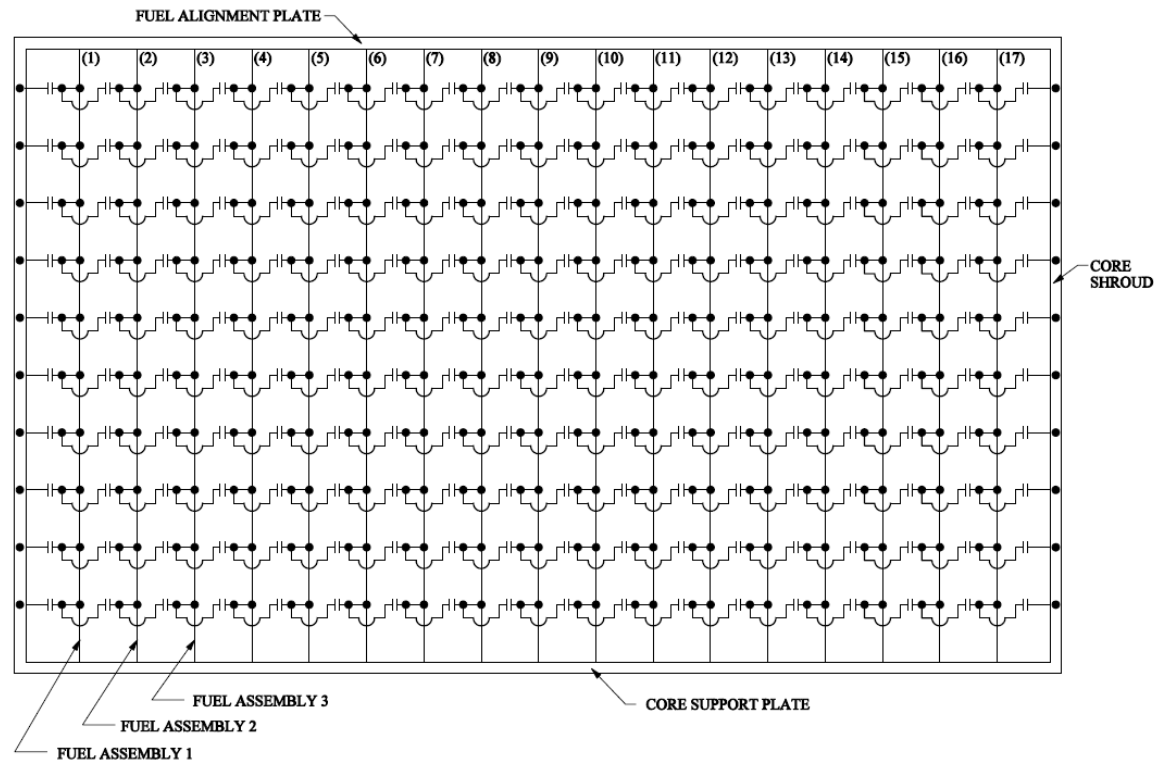 FUEL ALIGNMENT PLATE
(1) (2) (3) (4) (5) (6) (7) (8) (9) (10) (11) (12) (13) (14) (15) (16) (17)
CORE
SHROUD
FUEL ASSEMBLY 3
CORE SUPPORT PLATE
FUEL ASSEMBLY 2
FUEL ASSEMBLY 1